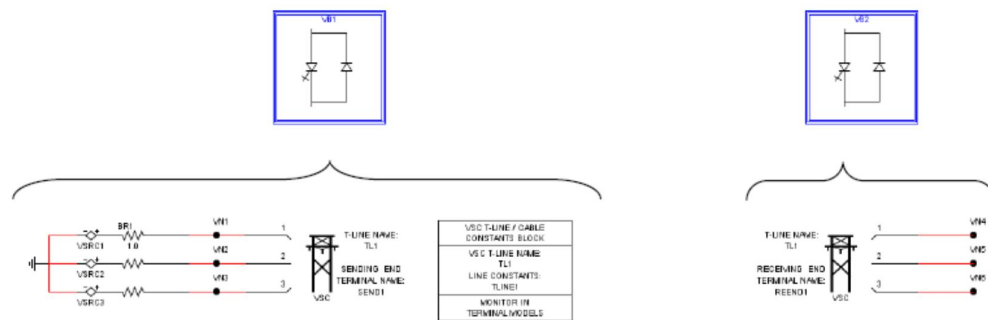 VB1
VB2
VSRC1
BRI
1.0
VN1
1
VSRC2
VN2
2
VSRC3
VN3
3
VSC
T-LINE NAME:
TL1
SENDING END
TERMINAL NAME:
SEND1
VSC T-LINE / CABLE
CONSTANTS BLOCK
VSC T-LINE NAME:
TL1
LINE CONSTANTS:
TLINE1
MONITOR IN
TERMINAL MODELS
T-LINE NAME:
TL1
RECEIVING END
TERMINAL NAME:
REEND1
VSC
1
VN4
2
VN5
3
VN6